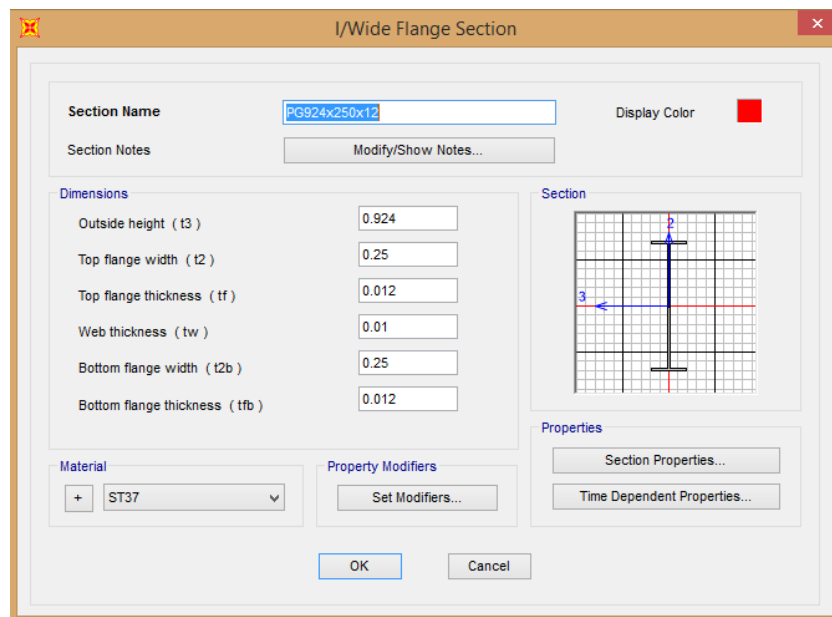 I/Wide Flange Section
Section Name PG924x250x12 Display Color
Section Notes Modify/Show Notes...
Dimensions
Outside height ( t3 ) 0.924
Top flange width ( t2 ) 0.25
Top flange thickness ( tf ) 0.012
Web thickness ( tw ) 0.01
Bottom flange width ( t2b ) 0.25
Bottom flange thickness ( tfb ) 0.012
Section
2
3
Material
+ ST37
Property Modifiers
Set Modifiers...
Properties
Section Properties...
Time Dependent Properties...
OK Cancel